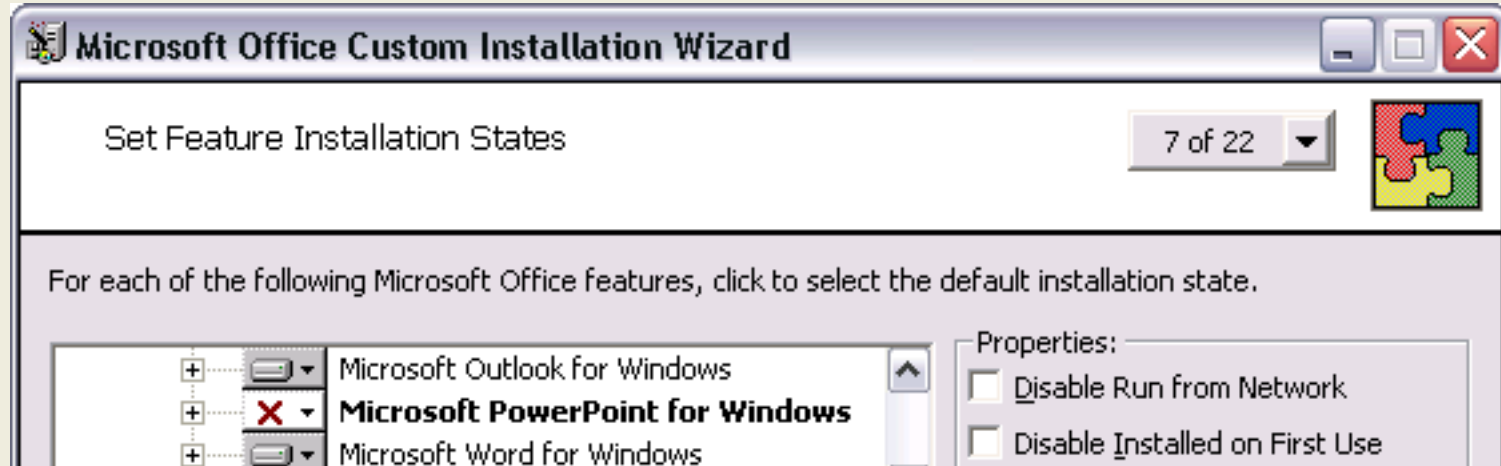 Microsoft Office Custom Installation Wizard
Set Feature Installation States
7 of 22
For each of the following Microsoft Office features, click to select the default installation state.
Microsoft Outlook for Windows
Microsoft PowerPoint for Windows
Microsoft Word for Windows
Properties:
Disable Run from Network
Disable Installed on First Use